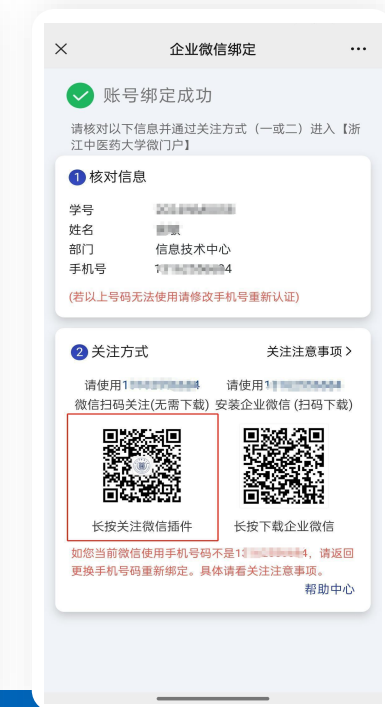 企业微信绑定
账号绑定成功
请核对以下信息并通过关注方式（一或二）进入【浙
江中医药大学微门户】
1 核对信息
学号
姓名
部门 信息技术中心
手机号 4
(若以上号码无法使用请修改手机号重新认证)
2 关注方式 关注注意事项
请使用1 4 请使用1
微信扫码关注(无需下载) 安装企业微信 (扫码下载)
长按关注微信插件 长按下载企业微信
如您当前微信使用手机号码不是1 4，请返回
更换手机号码重新绑定。具体请看关注注意事项。
帮助中心